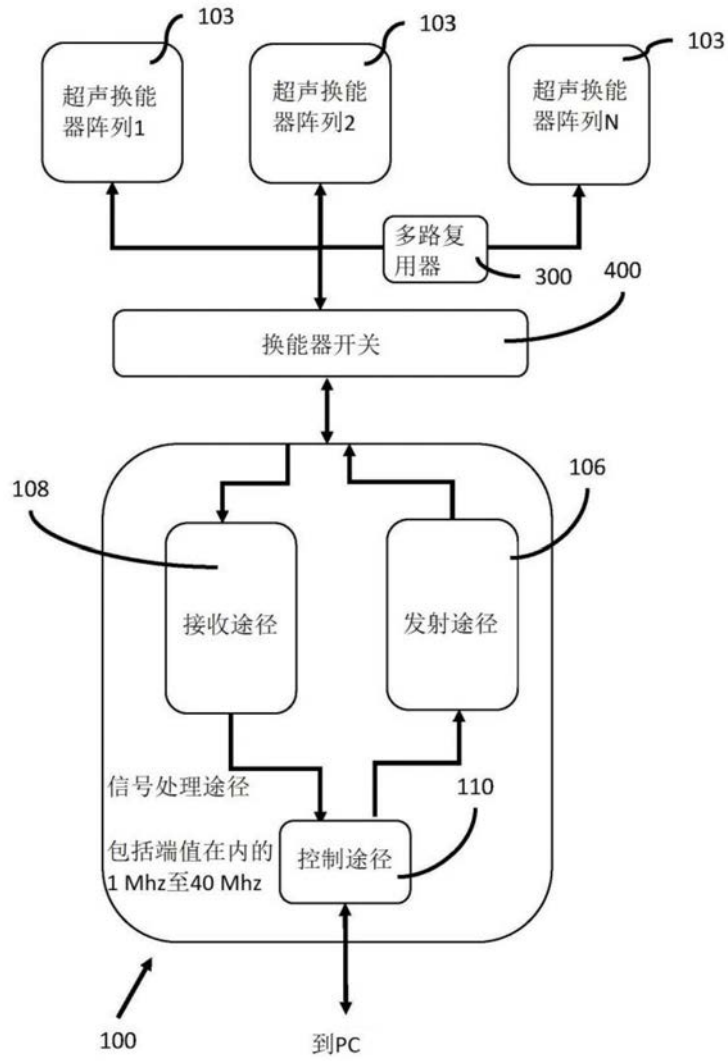 103
103
103
超声换能
器阵列1
超声换能
器阵列2
超声换能
器阵列N
多路复
用器
300
400
换能器开关
108
106
接收途径
发射途径
信号处理途径
110
包括端值在内的
1 Mhz至40 Mhz
控制途径
100
到PC